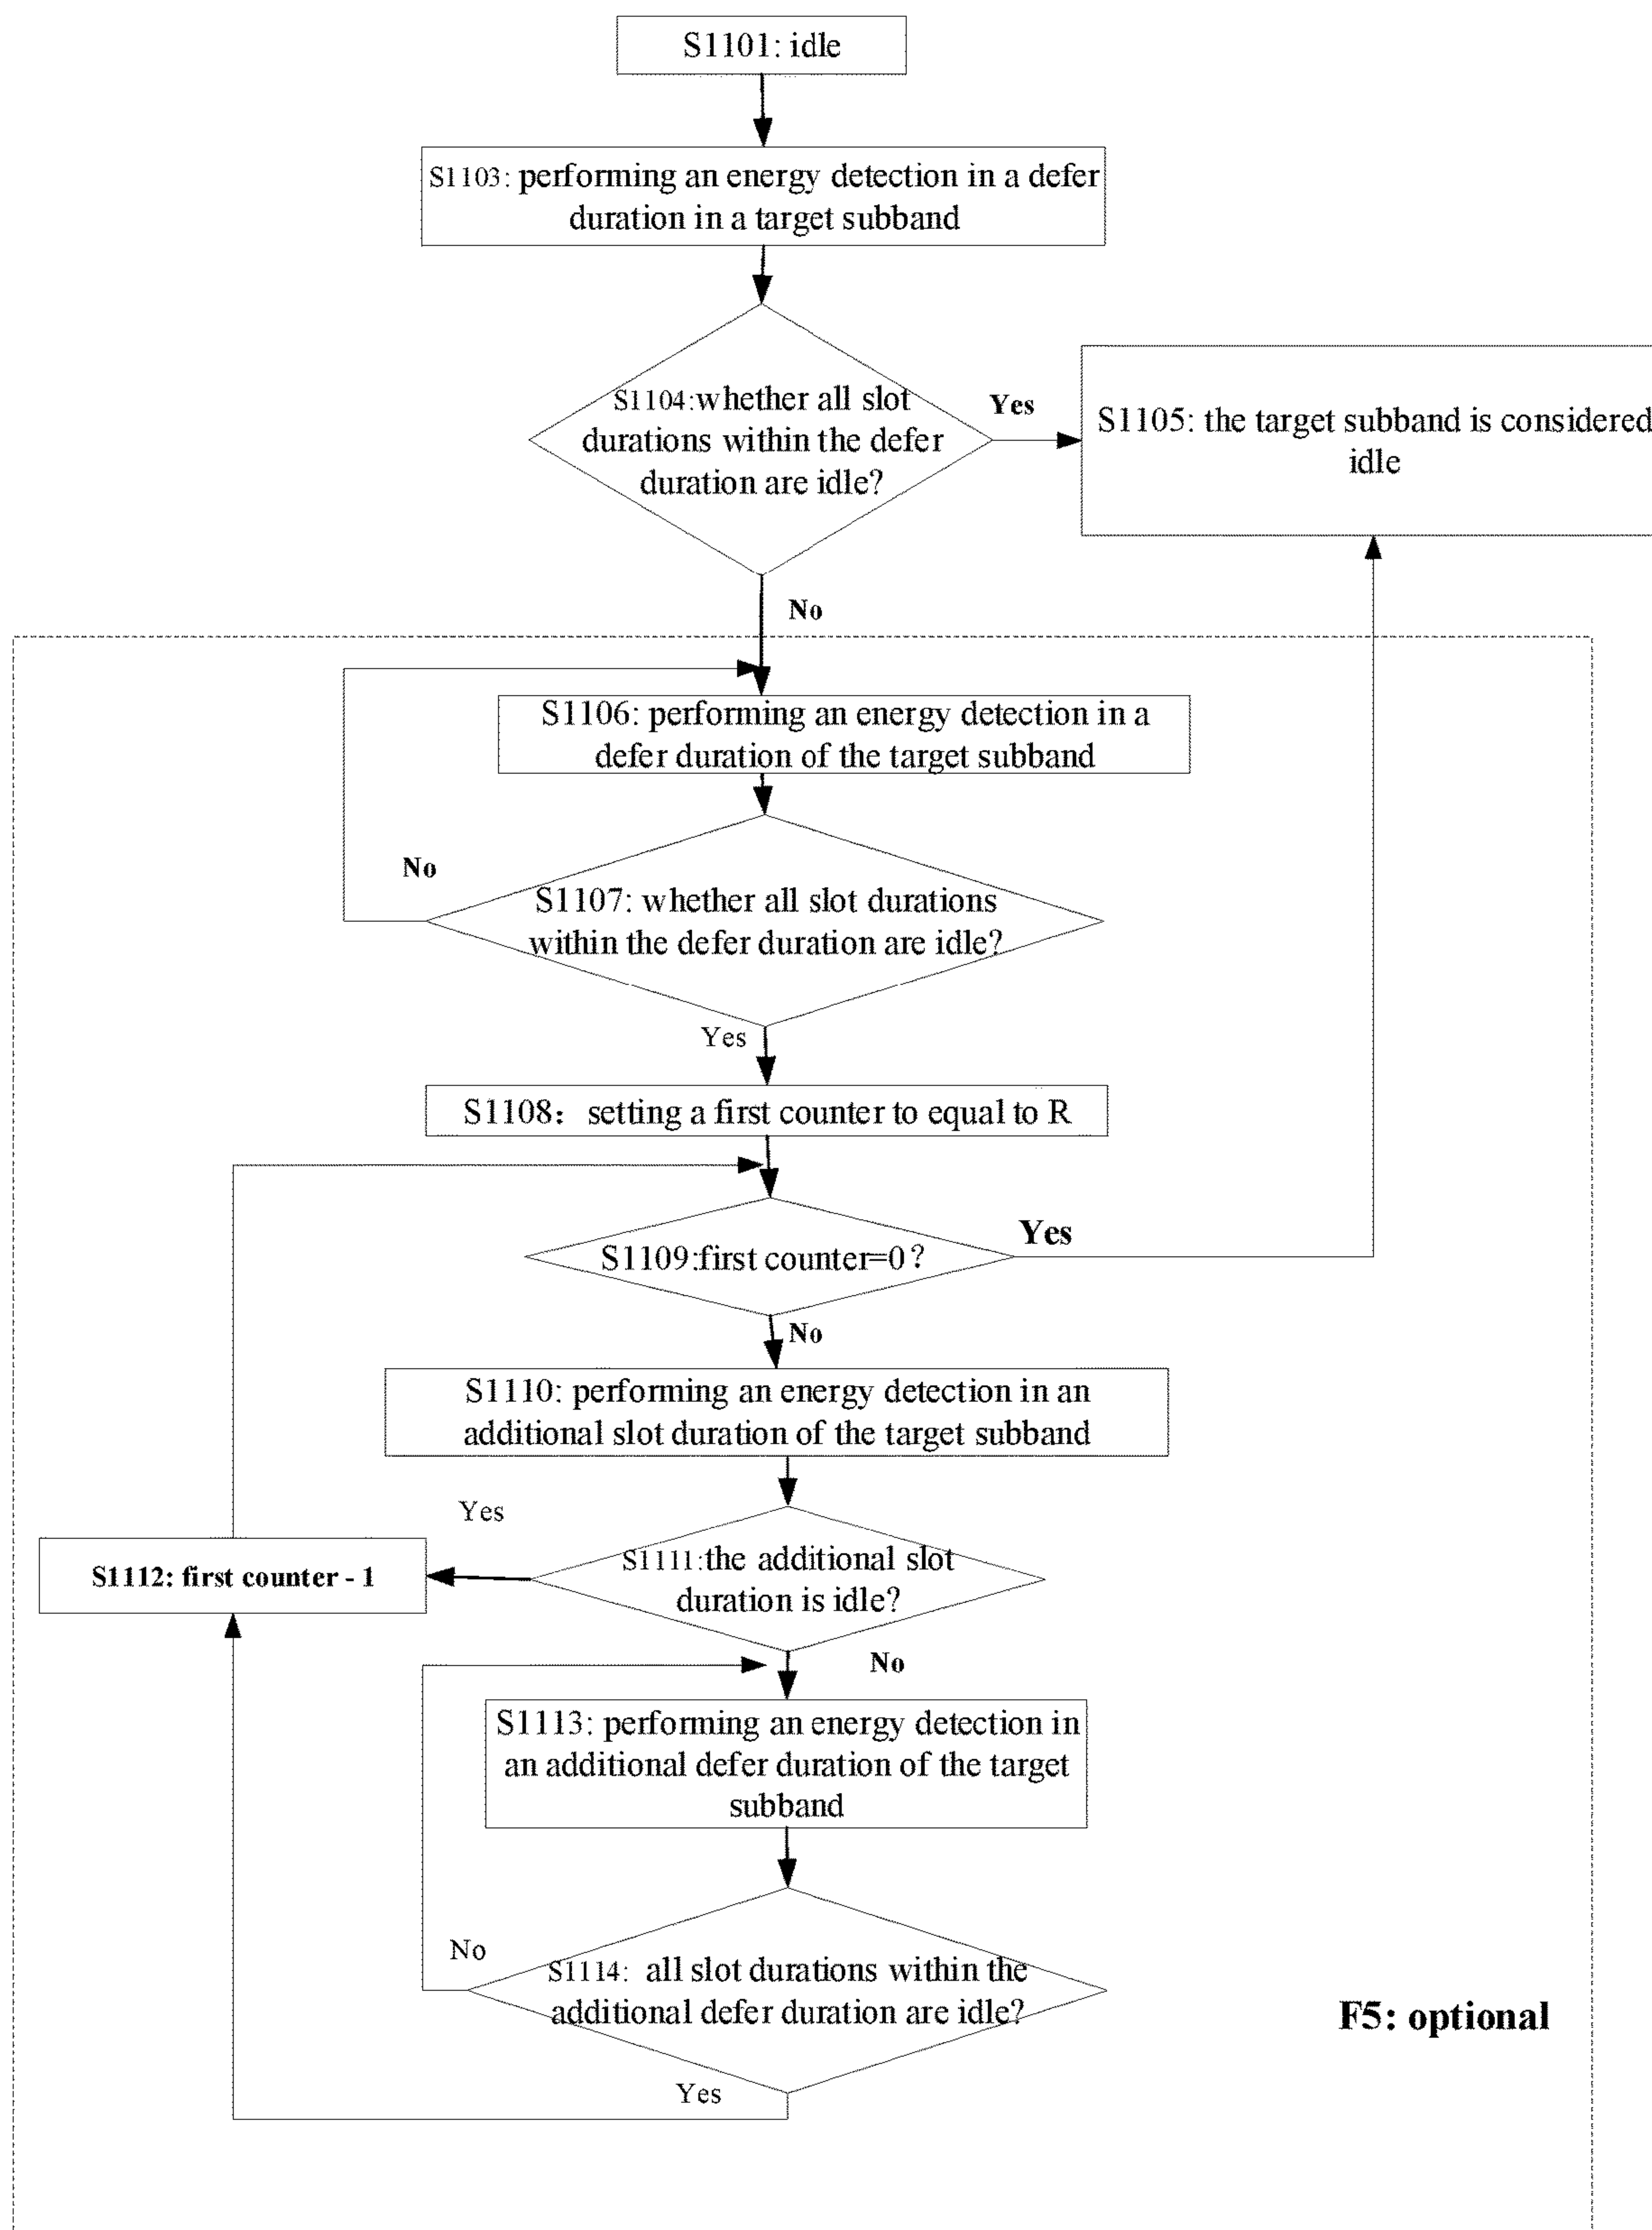 S1101: idle
S1103: performing an energy detection in a defer
duration in a target subband
S1104:whether all slot
durations within the defer
duration are idle?
Yes
S1105: the target subband is considered
idle
No
S1106: performing an energy detection in a
defer duration of the target subband
No
S1107: whether all slot durations
within the defer duration are idle?
Yes
S1108: setting a first counter to equal to R
S1109:first counter=0?
Yes
No
S1110: performing an energy detection in an
additional slot duration of the target subband
Yes
S1111:the additional slot
duration is idle?
S1112: first counter - 1
No
S1113: performing an energy detection in
an additional defer duration of the target
subband
No
S1114: all slot durations within the
additional defer duration are idle?
F5: optional
Yes